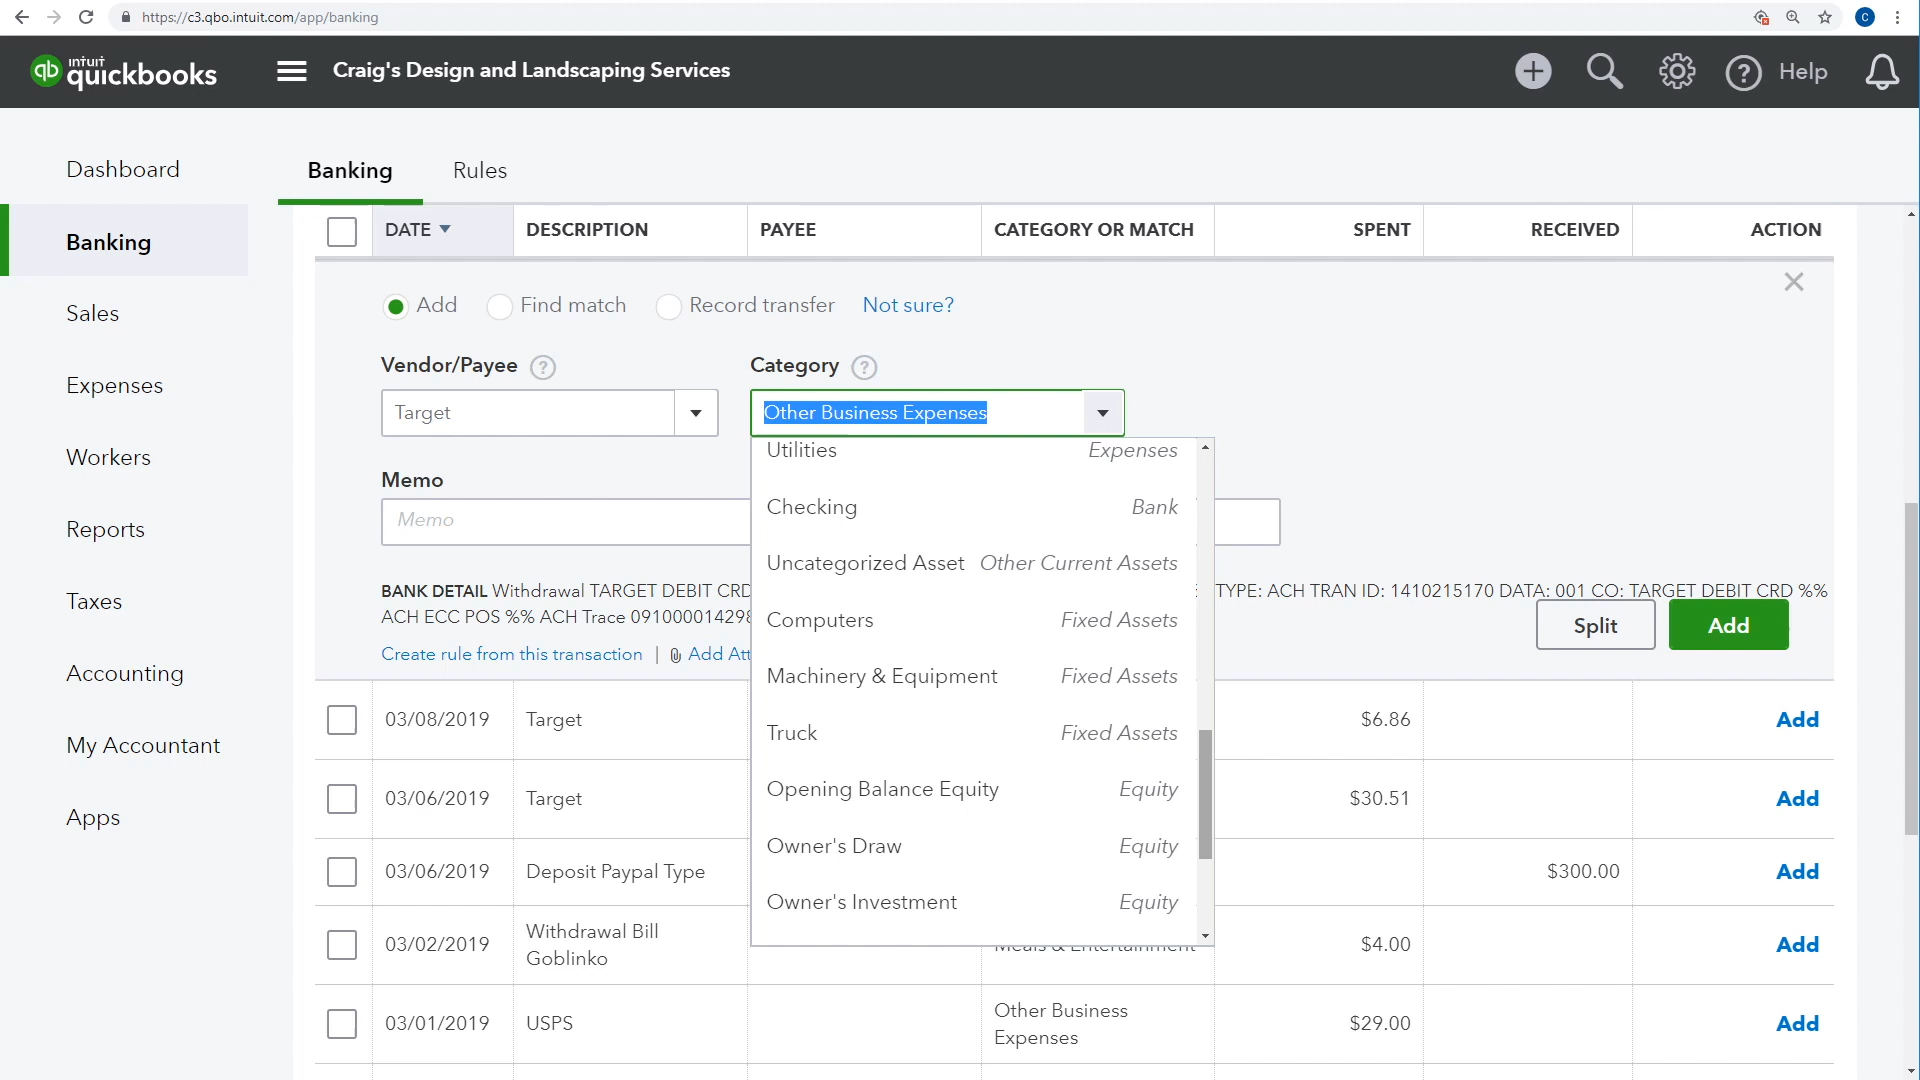 https://c3.qbo.intuit.com/app/banking
C
qb intuit quickbooks
Craig's Design and Landscaping Services
? Help
Dashboard
Banking
Sales
Expenses
Workers
Reports
Taxes
Accounting
My Accountant
Apps
Banking Rules
DATE DESCRIPTION PAYEE CATEGORY OR MATCH SPENT RECEIVED ACTION
Add Find match Record transfer Not sure?
Vendor/Payee ? Category ?
Target Other Business Expenses
Utilities Expenses
Memo
Memo
Checking Bank
Uncategorized Asset Other Current Assets
BANK DETAIL Withdrawal TARGET DEBIT CRD TYPE: ACH TRAN ID: 1410215170 DATA: 001 CO: TARGET DEBIT CRD %%
ACH ECC POS %% ACH Trace 091000014298
Computers Fixed Assets
Split Add
Create rule from this transaction | Add Att
Machinery & Equipment Fixed Assets
03/08/2019 Target $6.86 Add
Truck Fixed Assets
Opening Balance Equity Equity
03/06/2019 Target $30.51 Add
Owner's Draw Equity
03/06/2019 Deposit Paypal Type $300.00 Add
Owner's Investment Equity
03/02/2019 Withdrawal Bill Goblinko Meals & Entertainment $4.00 Add
03/01/2019 USPS Other Business Expenses $29.00 Add